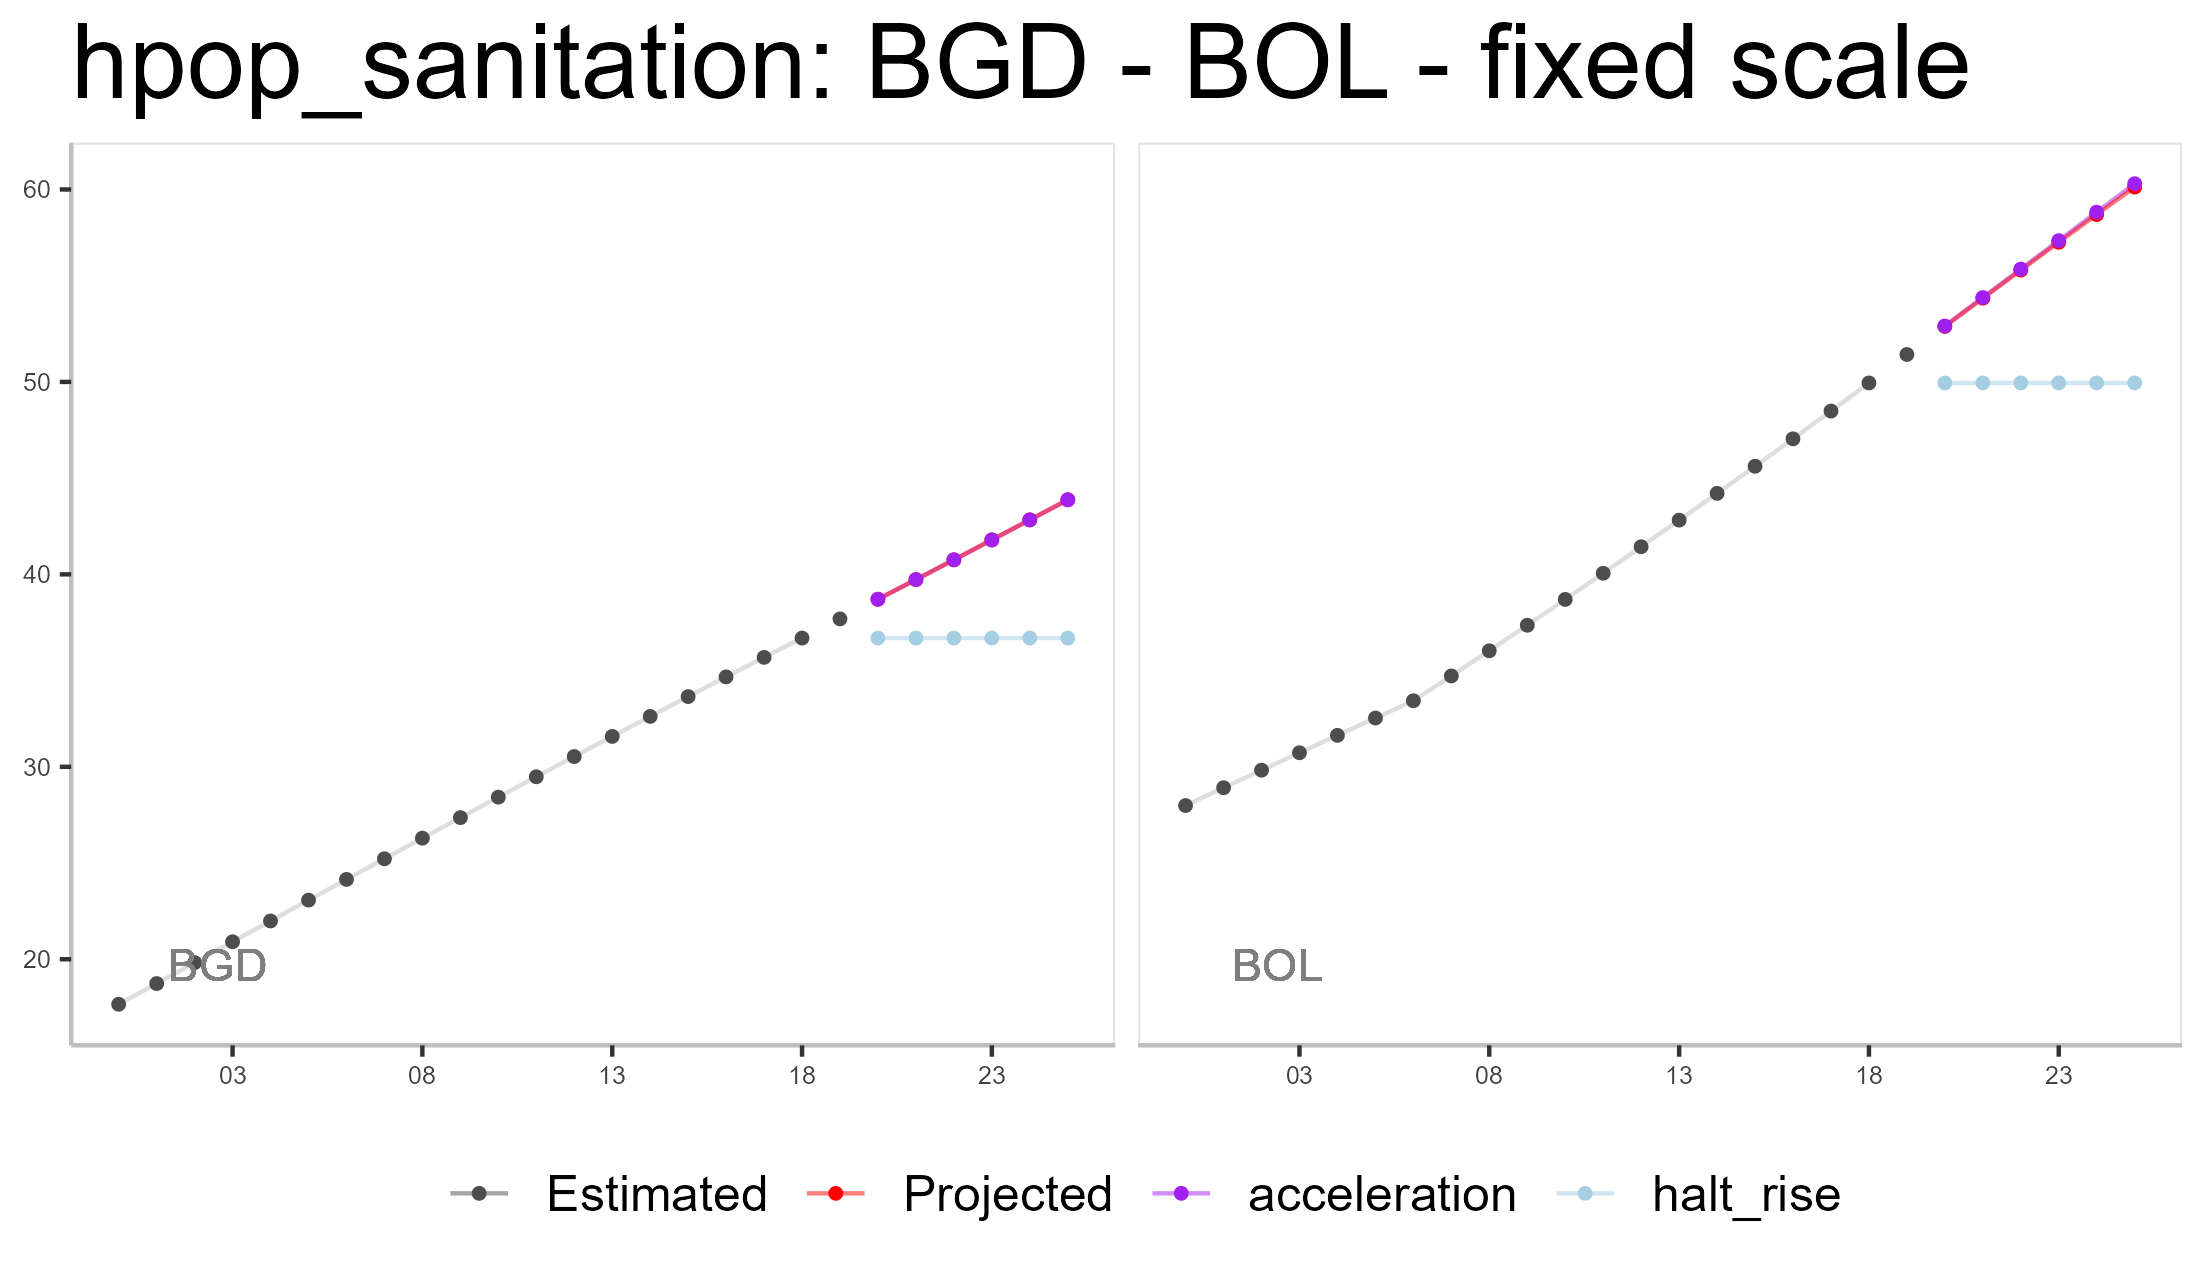 hpop_sanitation: BGD - BOL - fixed scale
60
50
40
30
20
BGD
BOL
03 08 13 18 23
03 08 13 18 23
Estimated Projected acceleration halt_rise